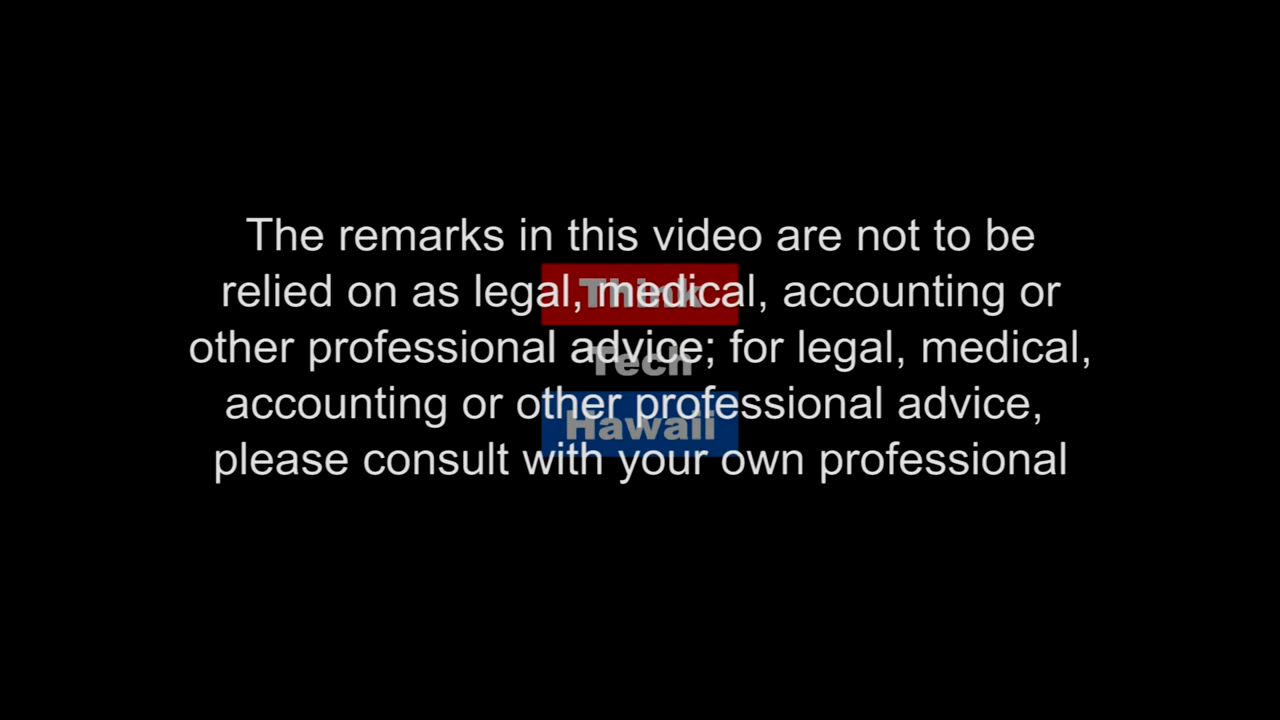 The remarks in this video are not to be
relied on as legal, medical, accounting or
other professional advice; for legal, medical,
accounting or other professional advice,
please consult with your own professional
Think
Tech
Hawaii